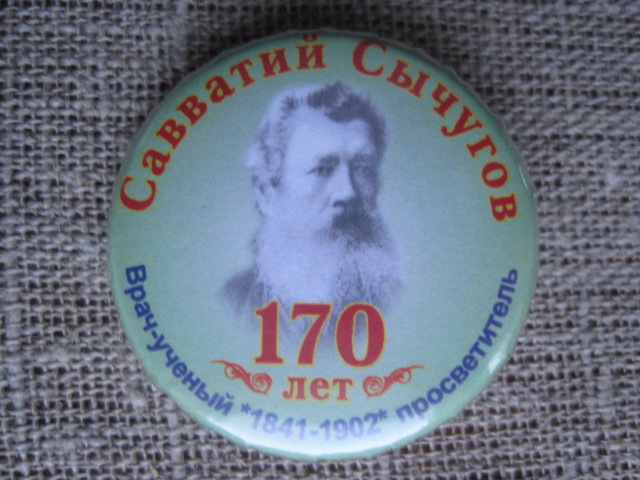 Савватий Сычугов
170
лет
Врач-ученый *1841-1902* просветитель